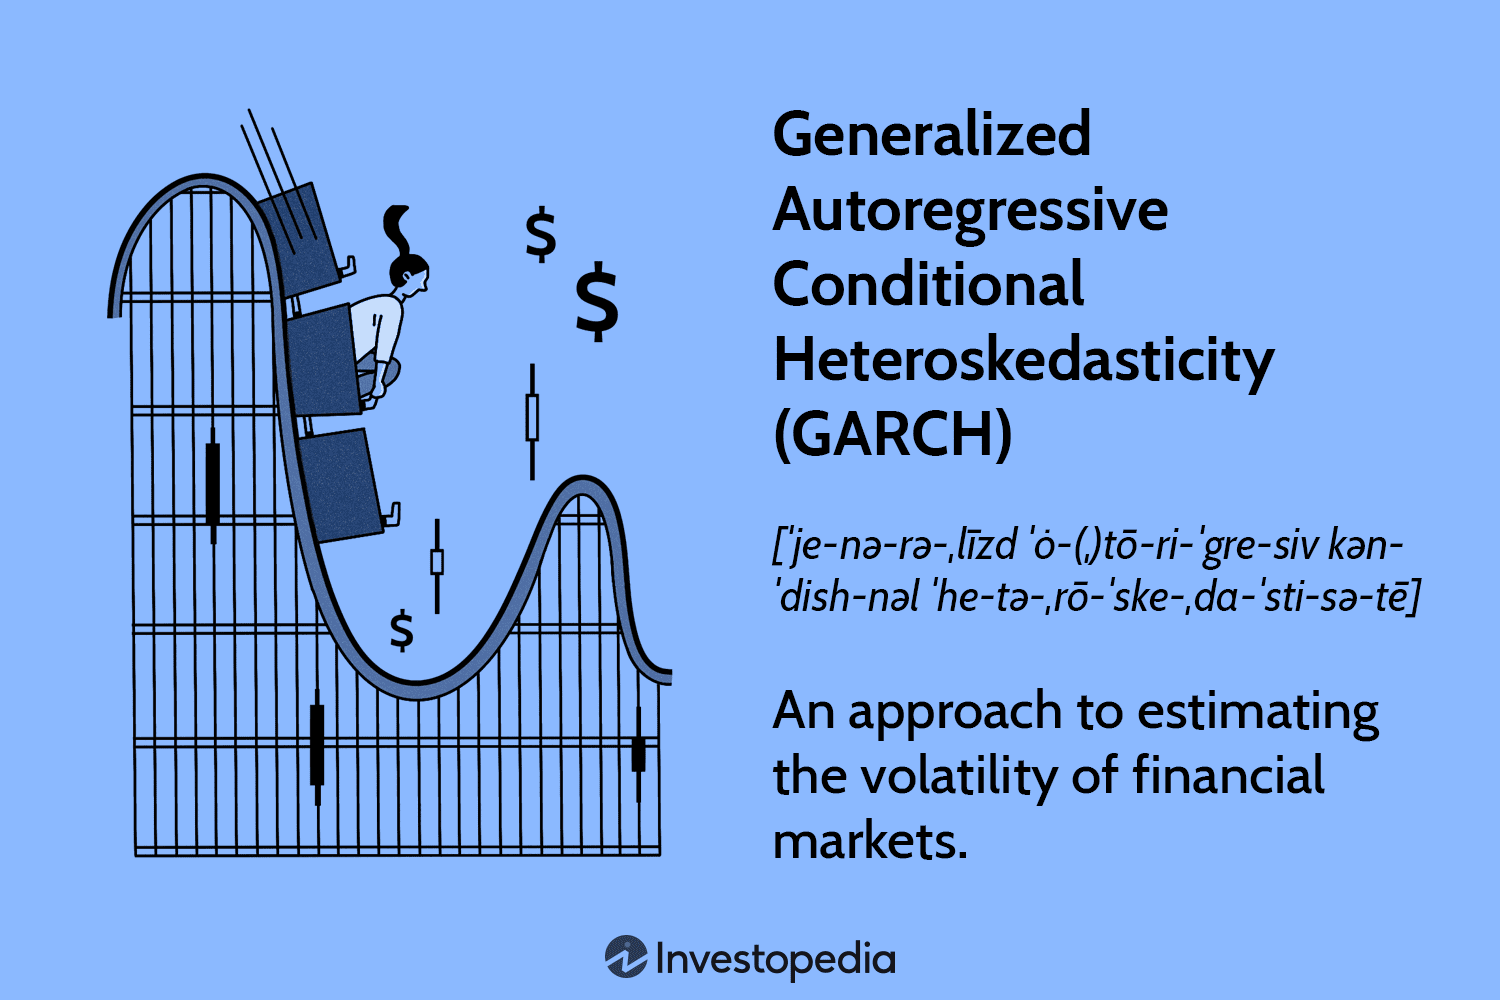 $
$
$
Generalized
Autoregressive
Conditional
Heteroskedasticity
(GARCH)
[ˈje-nə-rə-ˌlīzd ˈȯ-(ˌ)tō-ri-ˈgre-siv kən-
ˈdish-nəl ˈhe-tə-ˌrō-ˈske-ˌda-ˈsti-sə-tē]
An approach to estimating
the volatility of financial
markets.
Investopedia